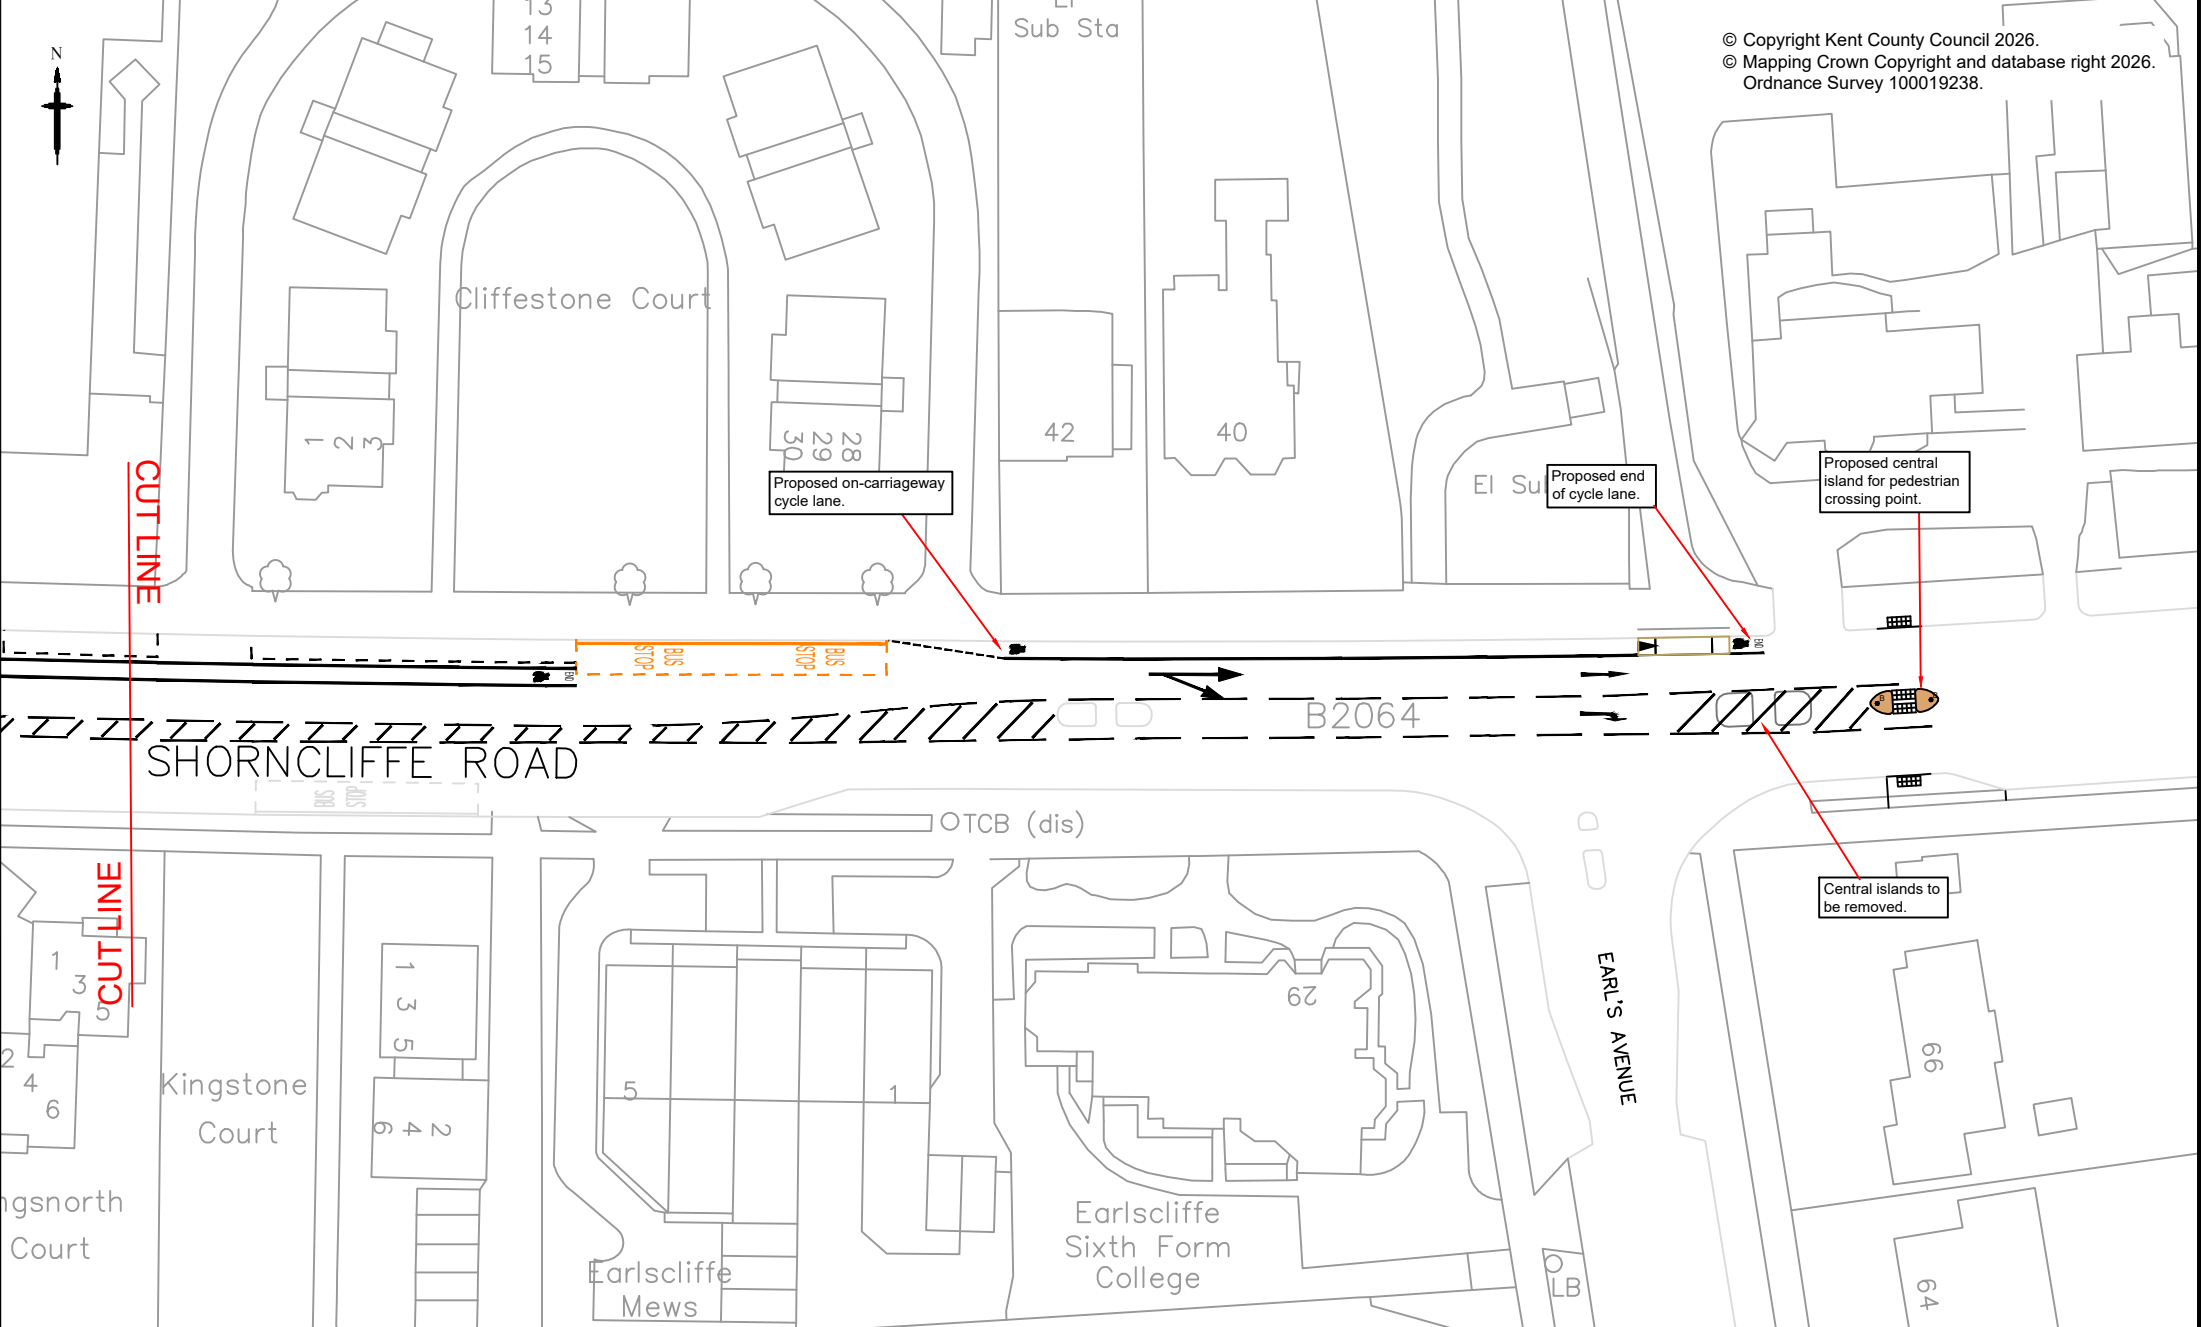 N
13
14
15
Sub Sta
© Copyright Kent County Council 2026.
© Mapping Crown Copyright and database right 2026.
Ordnance Survey 100019238.
Cliffestone Court
1
2
3
30
29
28
42
40
CUT LINE
Proposed on-carriageway
cycle lane.
El Su
Proposed end
of cycle lane.
Proposed central
island for pedestrian
crossing point.
BUS
STOP
BUS
STOP
END
END
B2064
SHORNCLIFFE ROAD
BUS
STOP
TCB (dis)
CUT LINE
Central islands to
be removed.
1
3
5
2
4
6
1
3
5
2
4
6
Kingstone
Court
ngsnorth
Court
5
1
29
EARL'S AVENUE
66
64
Earlscliffe
Sixth Form
College
Earlscliffe
Mews
LB